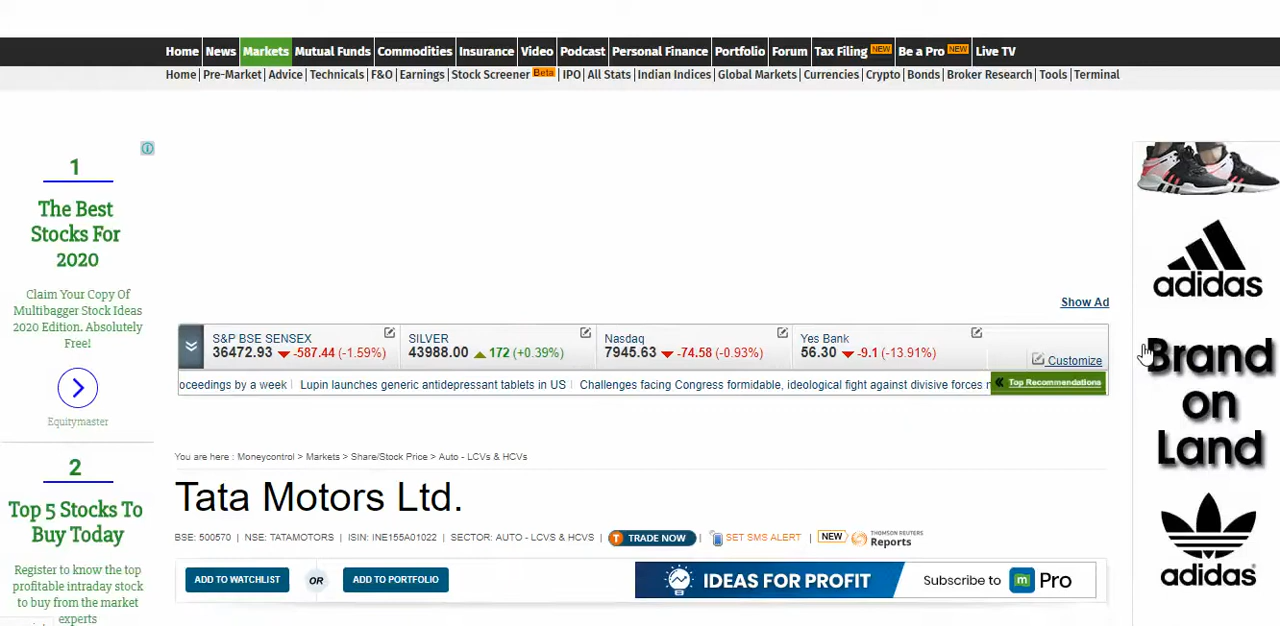 Home News Markets Mutual Funds Commodities Insurance Video Podcast Personal Finance Portfolio Forum Tax Filing NEW Be a Pro NEW Live TV
Home Pre-Market Advice Technicals F&O Earnings Stock Screener Beta IPO All Stats Indian Indices Global Markets Currencies Crypto Bonds Broker Research Tools Terminal
1
The Best
Stocks For
2020
Claim Your Copy Of
Multibagger Stock Ideas
2020 Edition. Absolutely
Free!
Equitymaster
2
Top 5 Stocks To
Buy Today
Register to know the top
profitable intraday stock
to buy from the market
experts
Show Ad
S&P BSE SENSEX
36472.93 -587.44 (-1.59%)
SILVER
43988.00 172 (+0.39%)
Nasdaq
7945.63 -74.58 (-0.93%)
Yes Bank
56.30 -9.1 (-13.91%)
Customize
oceedings by a week | Lupin launches generic antidepressant tablets in US | Challenges facing Congress formidable, ideological fight against divisive forces
Top Recommendations
You are here : Moneycontrol > Markets > Share/Stock Price > Auto - LCVs & HCVs
Tata Motors Ltd.
BSE: 500570 | NSE: TATAMOTORS | ISIN: INE155A01022 | SECTOR: AUTO - LCVS & HCVS | T TRADE NOW | SET SMS ALERT | NEW THOMSON REUTERS Reports
ADD TO WATCHLIST OR ADD TO PORTFOLIO
IDEAS FOR PROFIT Subscribe to m Pro
adidas
Brand
on
Land
adidas